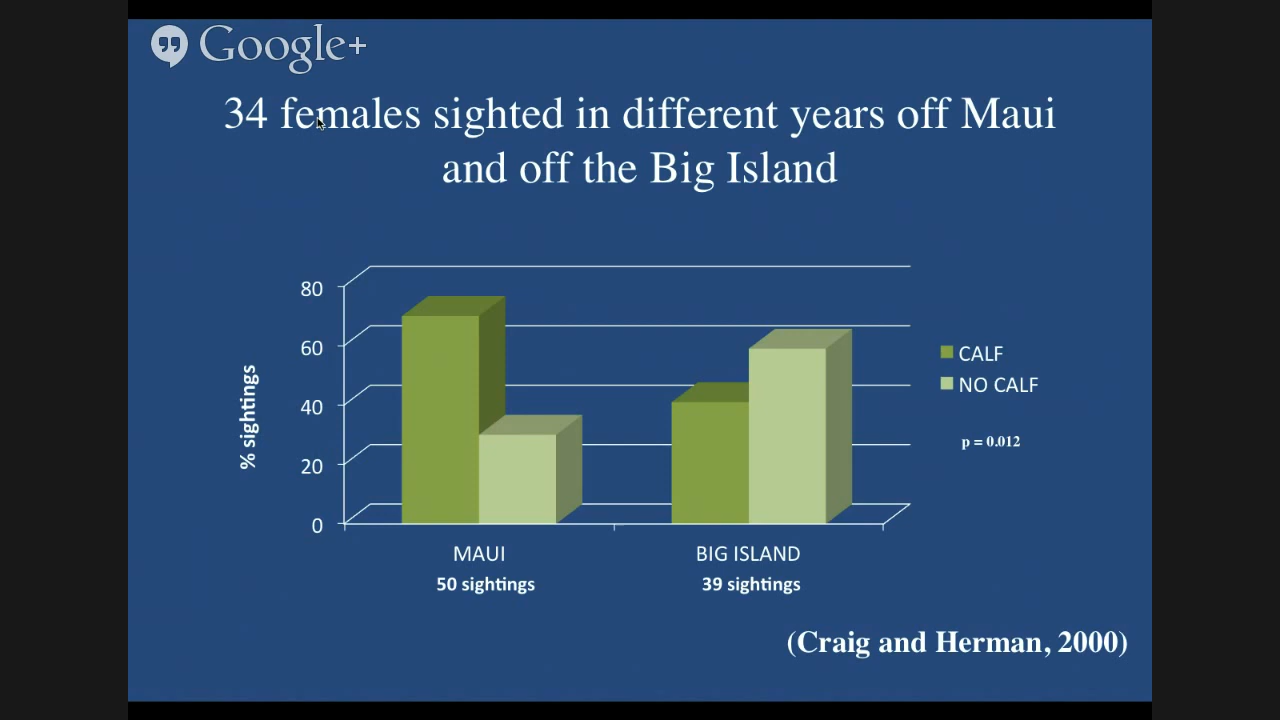 Google+
34 females sighted in different years off Maui
and off the Big Island
% sightings
80
60
40
20
0
CALF
NO CALF
p = 0.012
MAUI
BIG ISLAND
50 sightings
39 sightings
(Craig and Herman, 2000)